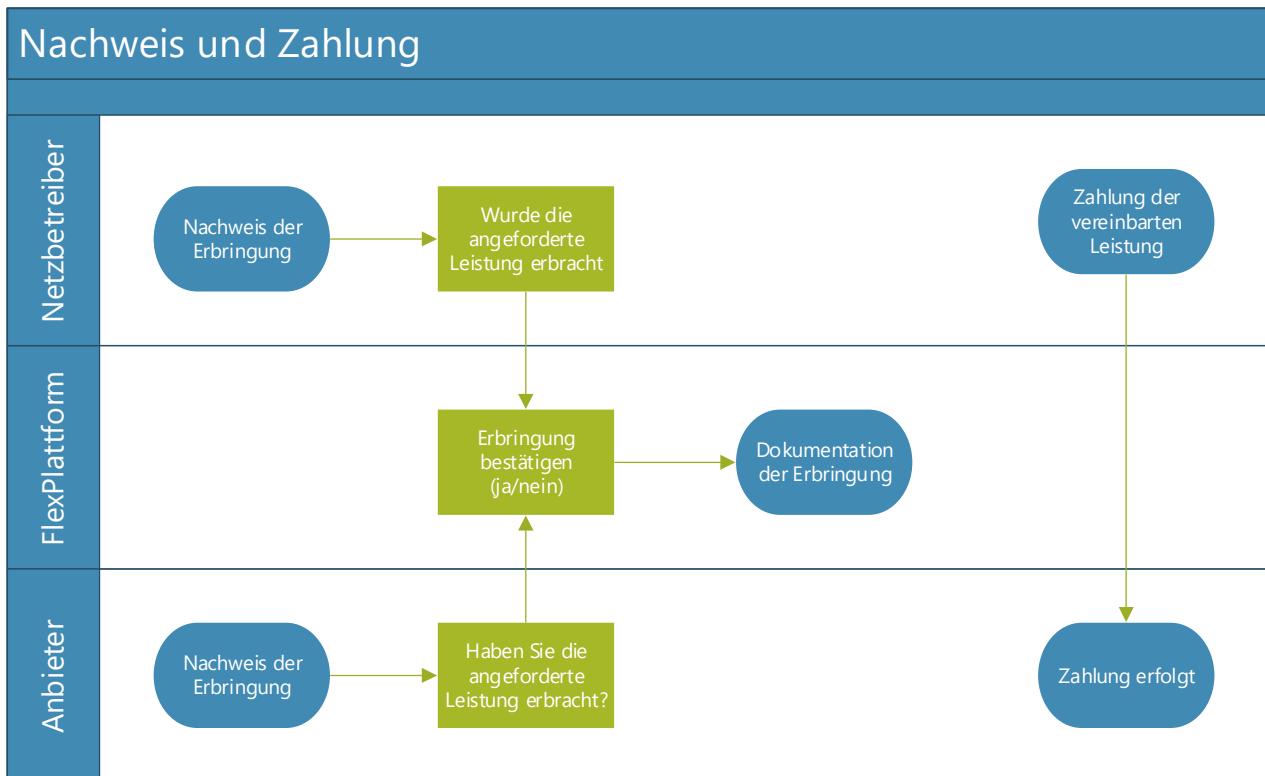 Nachweis und Zahlung
Netzbetreiber
Nachweis der
Erbringung
Wurde die
angeforderte
Leistung erbracht
Zahlung der
vereinbarten
Leistung
FlexPlattform
Erbringung
bestätigen
(ja/nein)
Dokumentation
der Erbringung
Anbieter
Nachweis der
Erbringung
Haben Sie die
angeforderte
Leistung erbracht?
Zahlung erfolgt